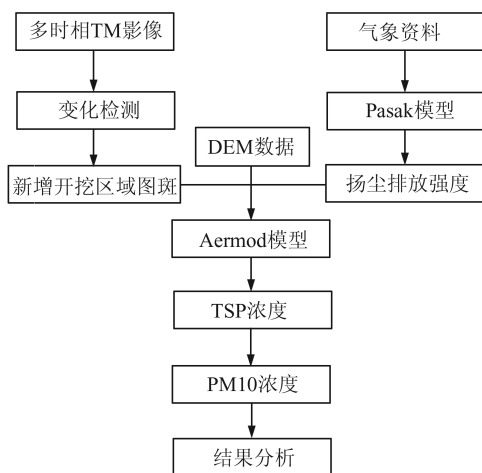 多时相TM影像
气象资料
变化检测
Pasak模型
DEM数据
新增开挖区域图斑
扬尘排放强度
Aermod模型
TSP浓度
PM10浓度
结果分析